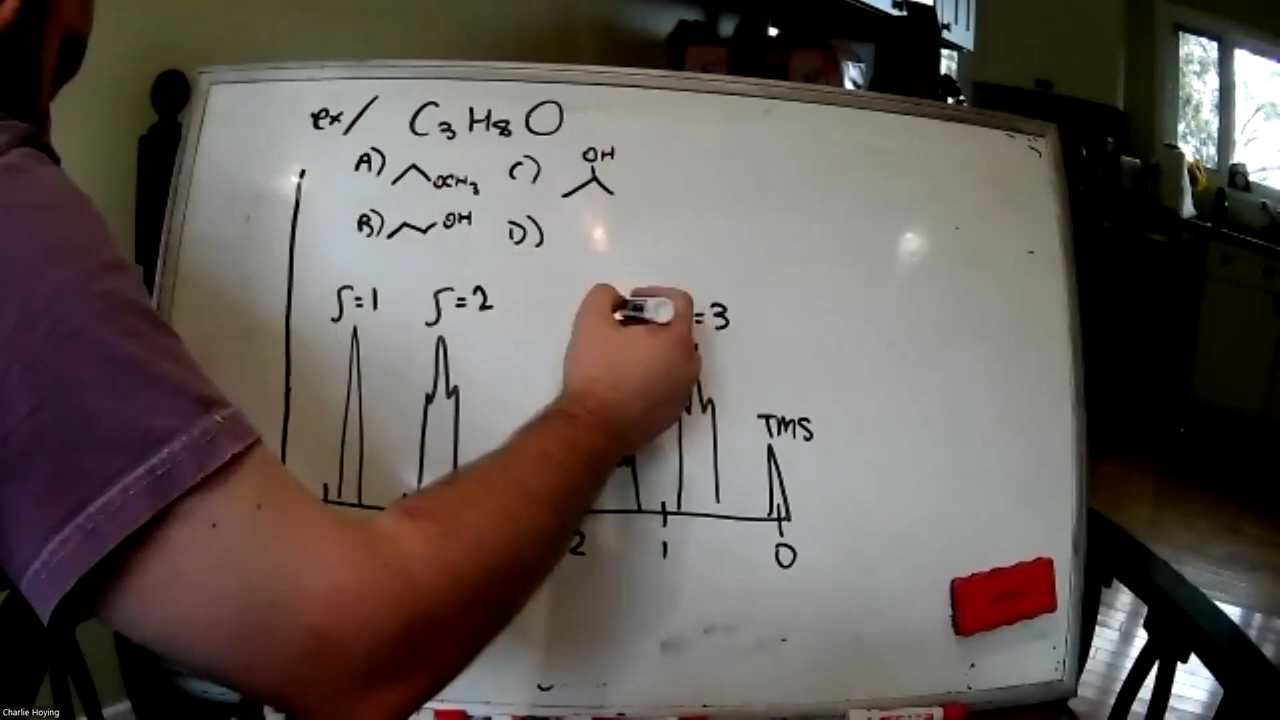 ex/ C3H8O
A) OCH3 C) OH
B) OH D)
∫=1 ∫=2 =3
TMS
2 1 0
Charlie Hoying